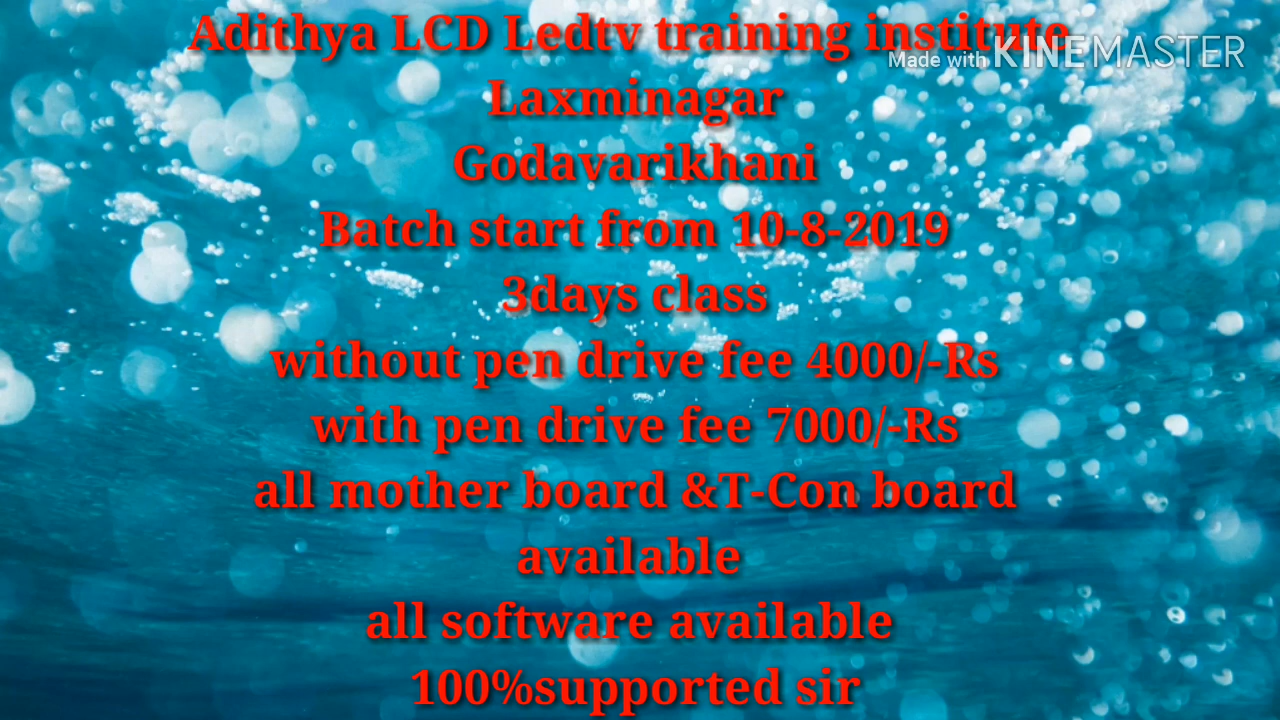 Adithya LCD Ledtv training institute
Made with KINEMASTER
Laxminagar
Godavarikhani
Batch start from 10-8-2019
3days class
without pen drive fee 4000/-Rs
with pen drive fee 7000/-Rs
all mother board &T-Con board
available
all software available
100%supported sir